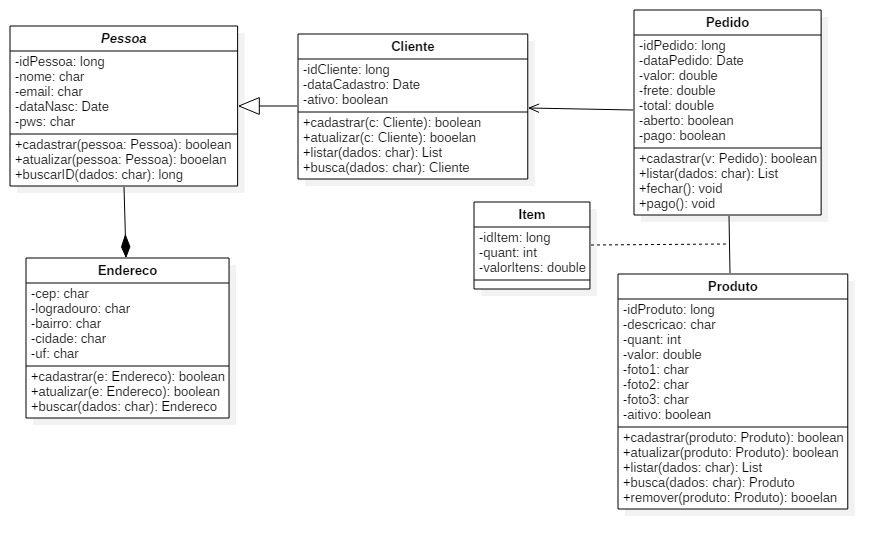 Pessoa
-idPessoa: long
-nome: char
-email: char
-dataNasc: Date
-pws: char
+cadastrar(pessoa: Pessoa): boolean
+atualizar(pessoa: Pessoa): booelan
+buscarID(dados: char): long
Cliente
-idCliente: long
-dataCadastro: Date
-ativo: boolean
+cadastrar(c: Cliente): boolean
+atualizar(c: Cliente): booelan
+listar(dados: char): List
+busca(dados: char): Cliente
Pedido
-idPedido: long
-dataPedido: Date
-valor: double
-frete: double
-total: double
-aberto: boolean
-pago: boolean
+cadastrar(v: Pedido): boolean
+listar(dados: char): List
+fechar(): void
+pago(): void
Item
-idItem: long
-quant: int
-valorItens: double
Endereco
-cep: char
-logradouro: char
-bairro: char
-cidade: char
-uf: char
+cadastrar(e: Endereco): boolean
+atualizar(e: Endereco): boolean
+buscar(dados: char): Endereco
Produto
-idProduto: long
-descricao: char
-quant: int
-valor: double
-foto1: char
-foto2: char
-foto3: char
-aitivo: boolean
+cadastrar(produto: Produto): boolean
+atualizar(produto: Produto): boolean
+listar(dados: char): List
+busca(dados: char): Produto
+remover(produto: Produto): booelan